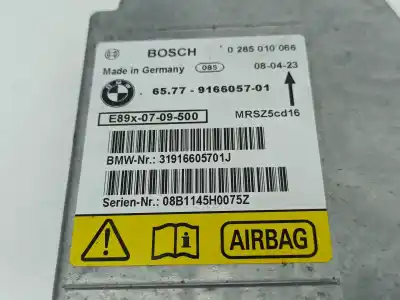 BOSCH 0 285 010 066
Made in Germany 085 08-04-23
65.77 - 9166057-01
E89x-07-09-500 MRSZ5cd16
BMW-Nr.: 31916605701J
Serien-Nr.: 08B1145H0075Z
AIRBAG